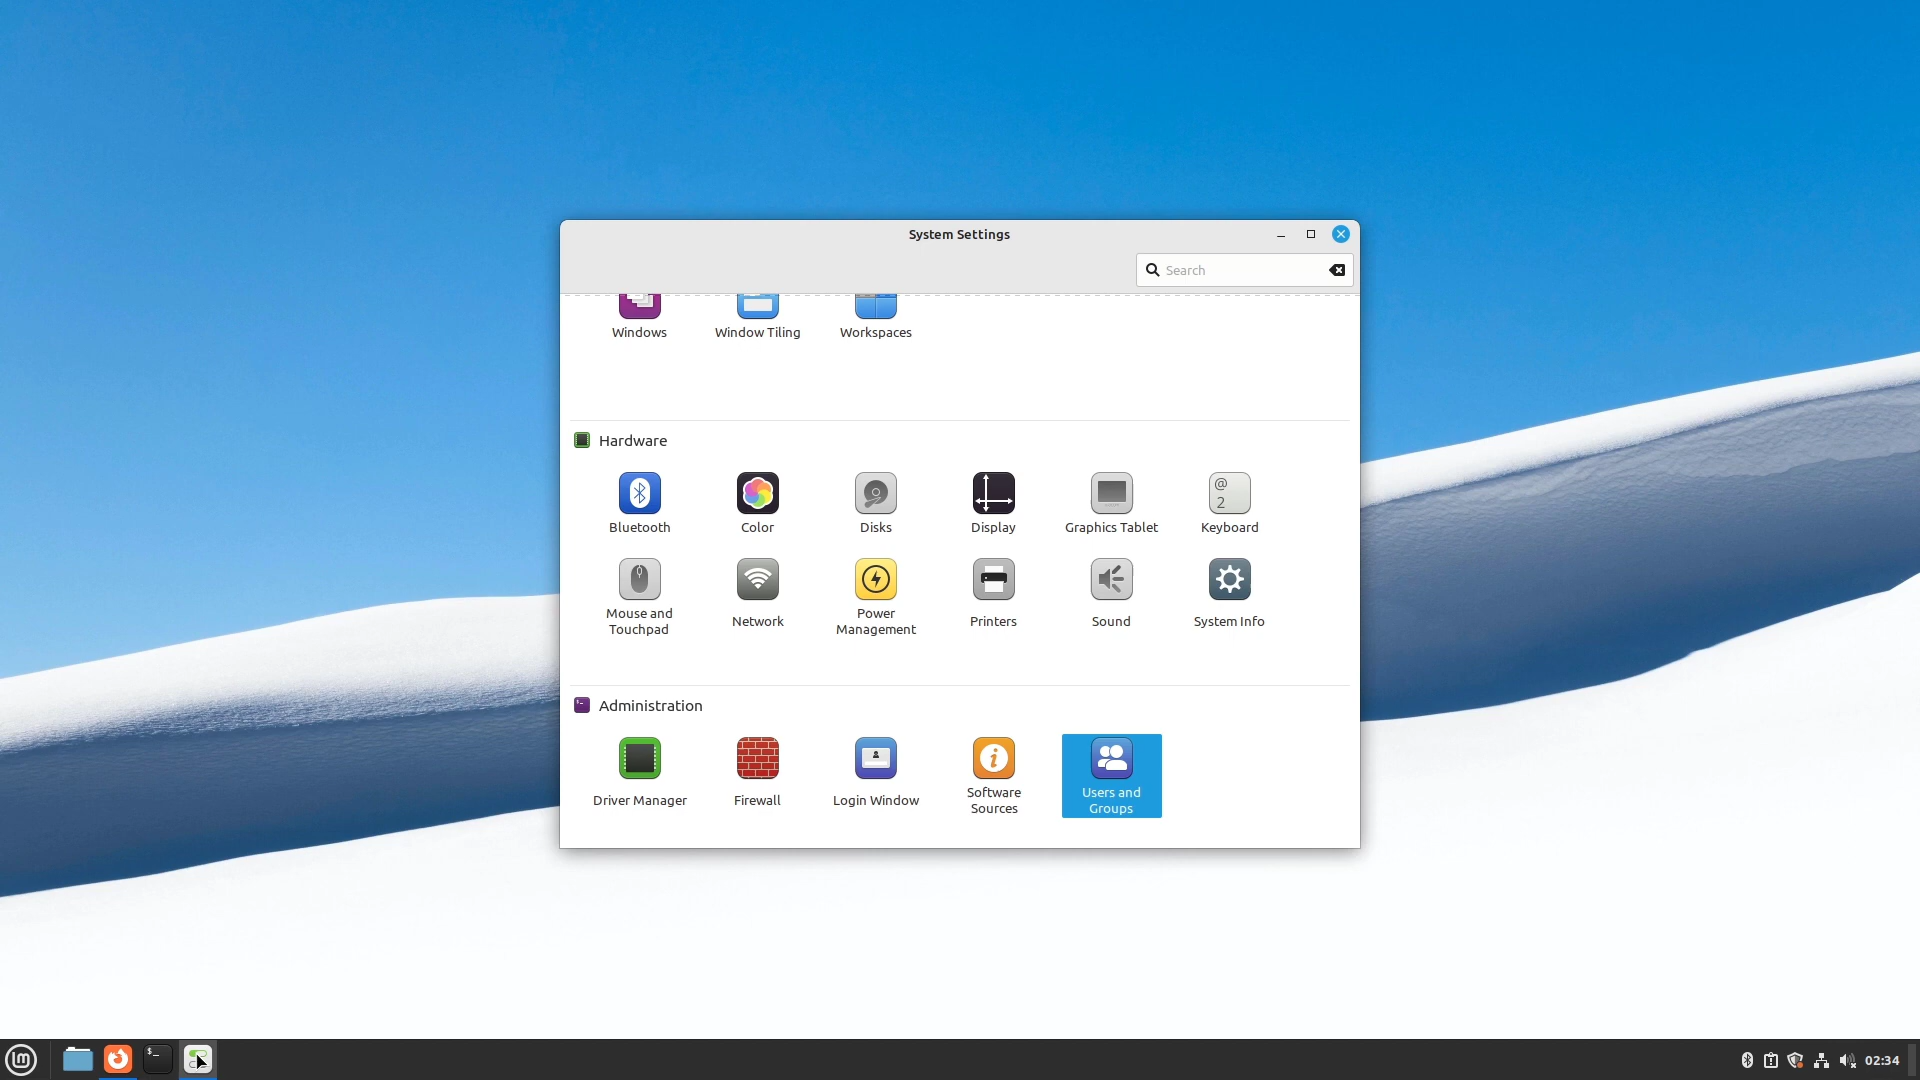 System Settings
Search
Windows
Window Tiling
Workspaces
Hardware
Bluetooth
Color
Disks
Display
Graphics Tablet
Keyboard
@
2
Mouse and
Touchpad
Network
Power
Management
Printers
Sound
System Info
Administration
Driver Manager
Firewall
Login Window
Software
Sources
Users and
Groups
$_
02:34